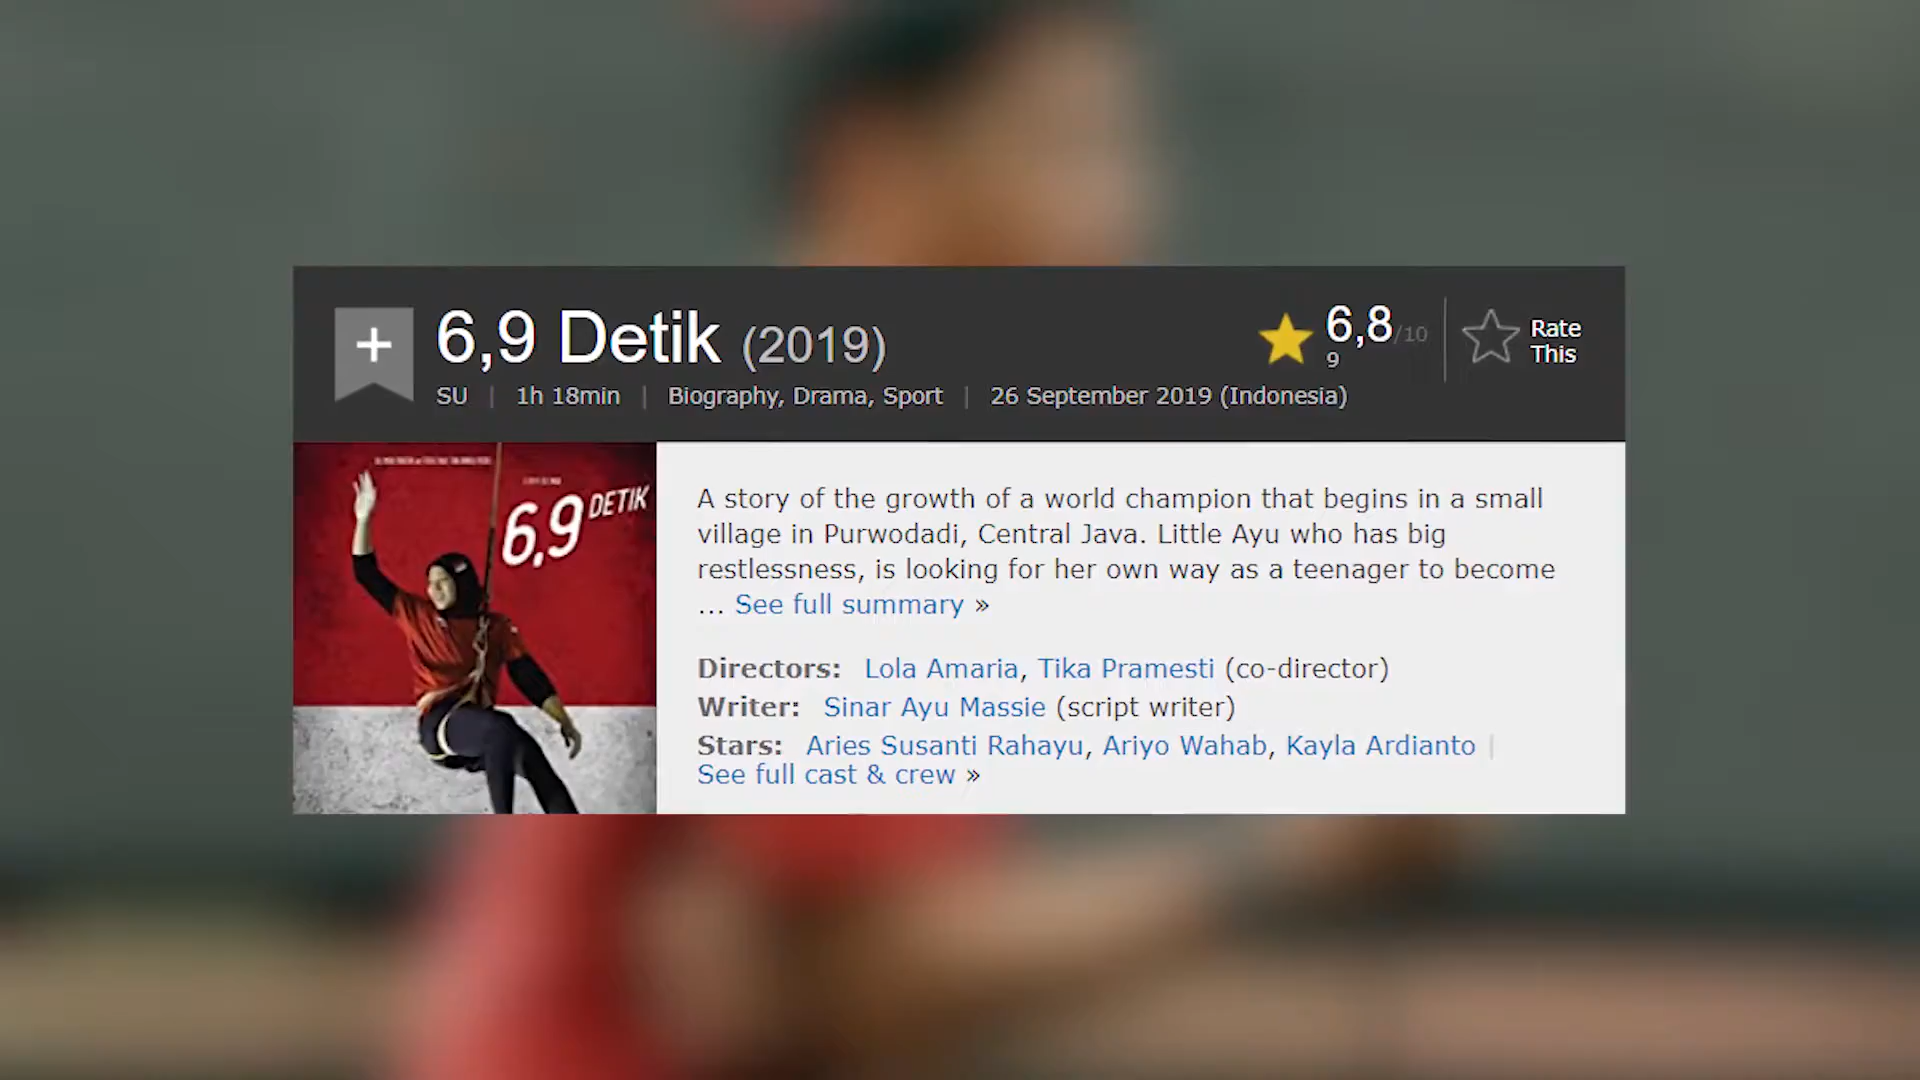 6,9 Detik (2019)
6,8/10
9
Rate
This
SU | 1h 18min | Biography, Drama, Sport | 26 September 2019 (Indonesia)
6,9 DETIK
A story of the growth of a world champion that begins in a small
village in Purwodadi, Central Java. Little Ayu who has big
restlessness, is looking for her own way as a teenager to become
... See full summary »
Directors: Lola Amaria, Tika Pramesti (co-director)
Writer: Sinar Ayu Massie (script writer)
Stars: Aries Susanti Rahayu, Ariyo Wahab, Kayla Ardianto |
See full cast & crew »